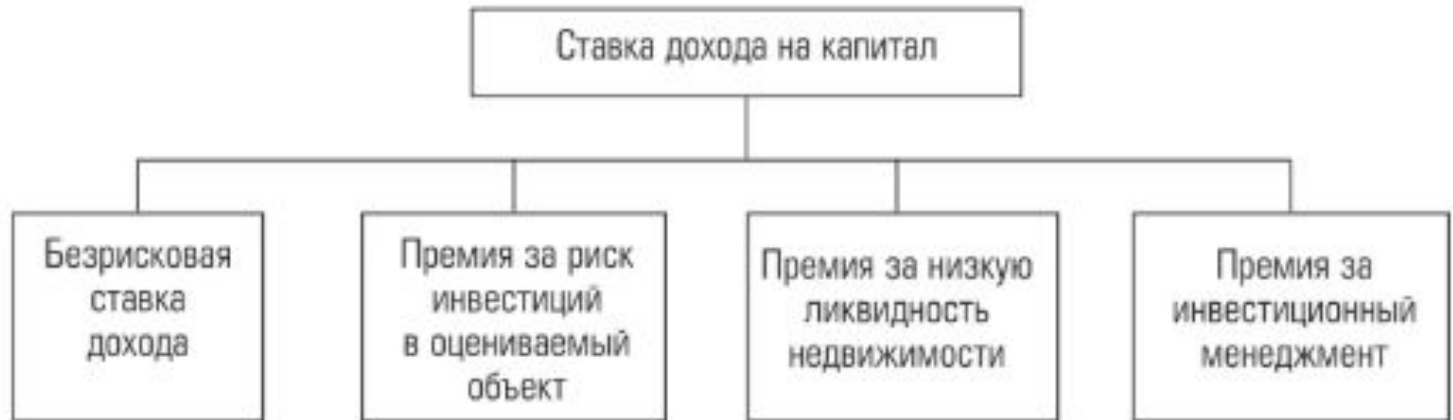 Ставка дохода на капитал
Безрисковая
ставка
дохода
Премия за риск
инвестиций
в оцениваемый
объект
Премия за низкую
ликвидность
недвижимости
Премия за
инвестиционный
менеджмент